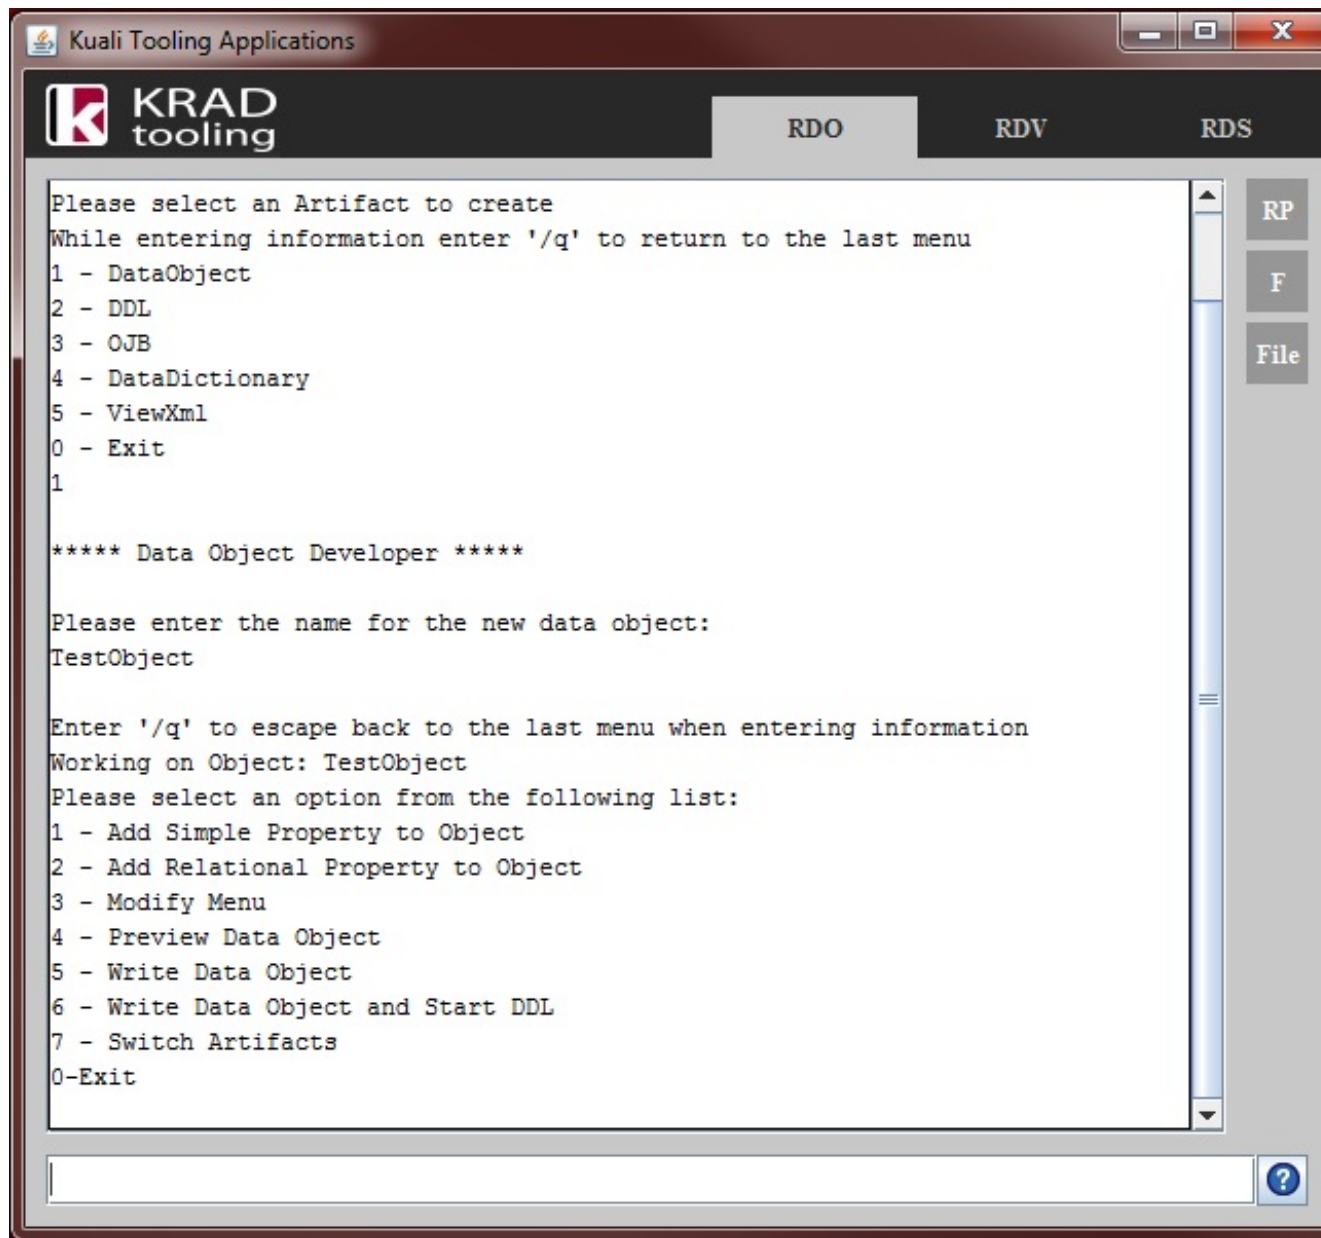 Kuali Tooling Applications
KRAD
tooling
RDO RDV RDS
Please select an Artifact to create
While entering information enter '/q' to return to the last menu
1 - DataObject
2 - DDL
3 - OJB
4 - DataDictionary
5 - ViewXml
0 - Exit
1
***** Data Object Developer *****
Please enter the name for the new data object:
TestObject
Enter '/q' to escape back to the last menu when entering information
Working on Object: TestObject
Please select an option from the following list:
1 - Add Simple Property to Object
2 - Add Relational Property to Object
3 - Modify Menu
4 - Preview Data Object
5 - Write Data Object
6 - Write Data Object and Start DDL
7 - Switch Artifacts
0-Exit
RP
F
File
?